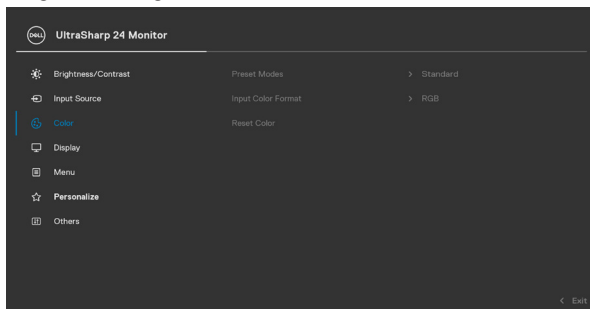 DELL UltraSharp 24 Monitor
Brightness/Contrast Preset Modes > Standard
Input Source Input Color Format > RGB
Color Reset Color
Display
Menu
Personalize
Others
< Exit